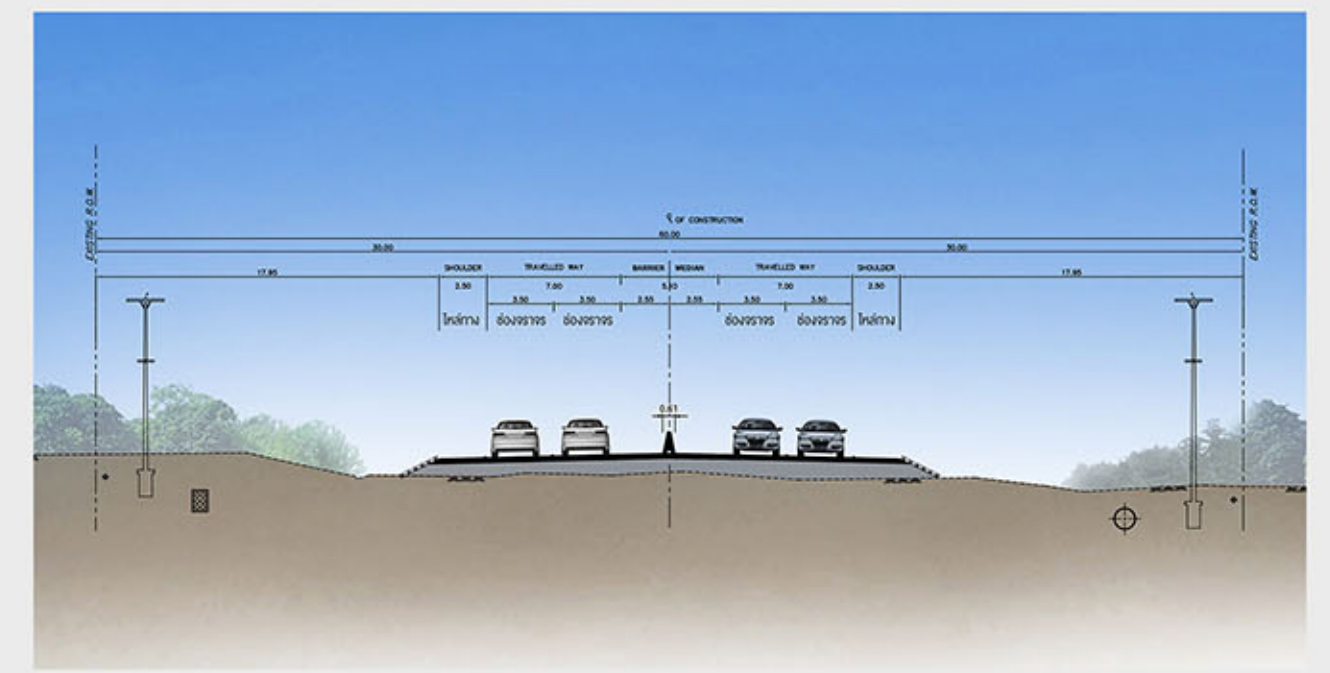 ℄ OF CONSTRUCTION
60.00
30.00 30.00
EXISTING R.O.W. EXISTING R.O.W.
17.95 SHOULDER TRAVELLED WAY BARRIER MEDIAN TRAVELLED WAY SHOULDER 17.95
2.50 7.00 5.10 7.00 2.50
3.50 3.50 2.55 2.55 3.50 3.50
ไหล่ทาง ช่องจราจร ช่องจราจร ช่องจราจร ช่องจราจร ไหล่ทาง
0.61